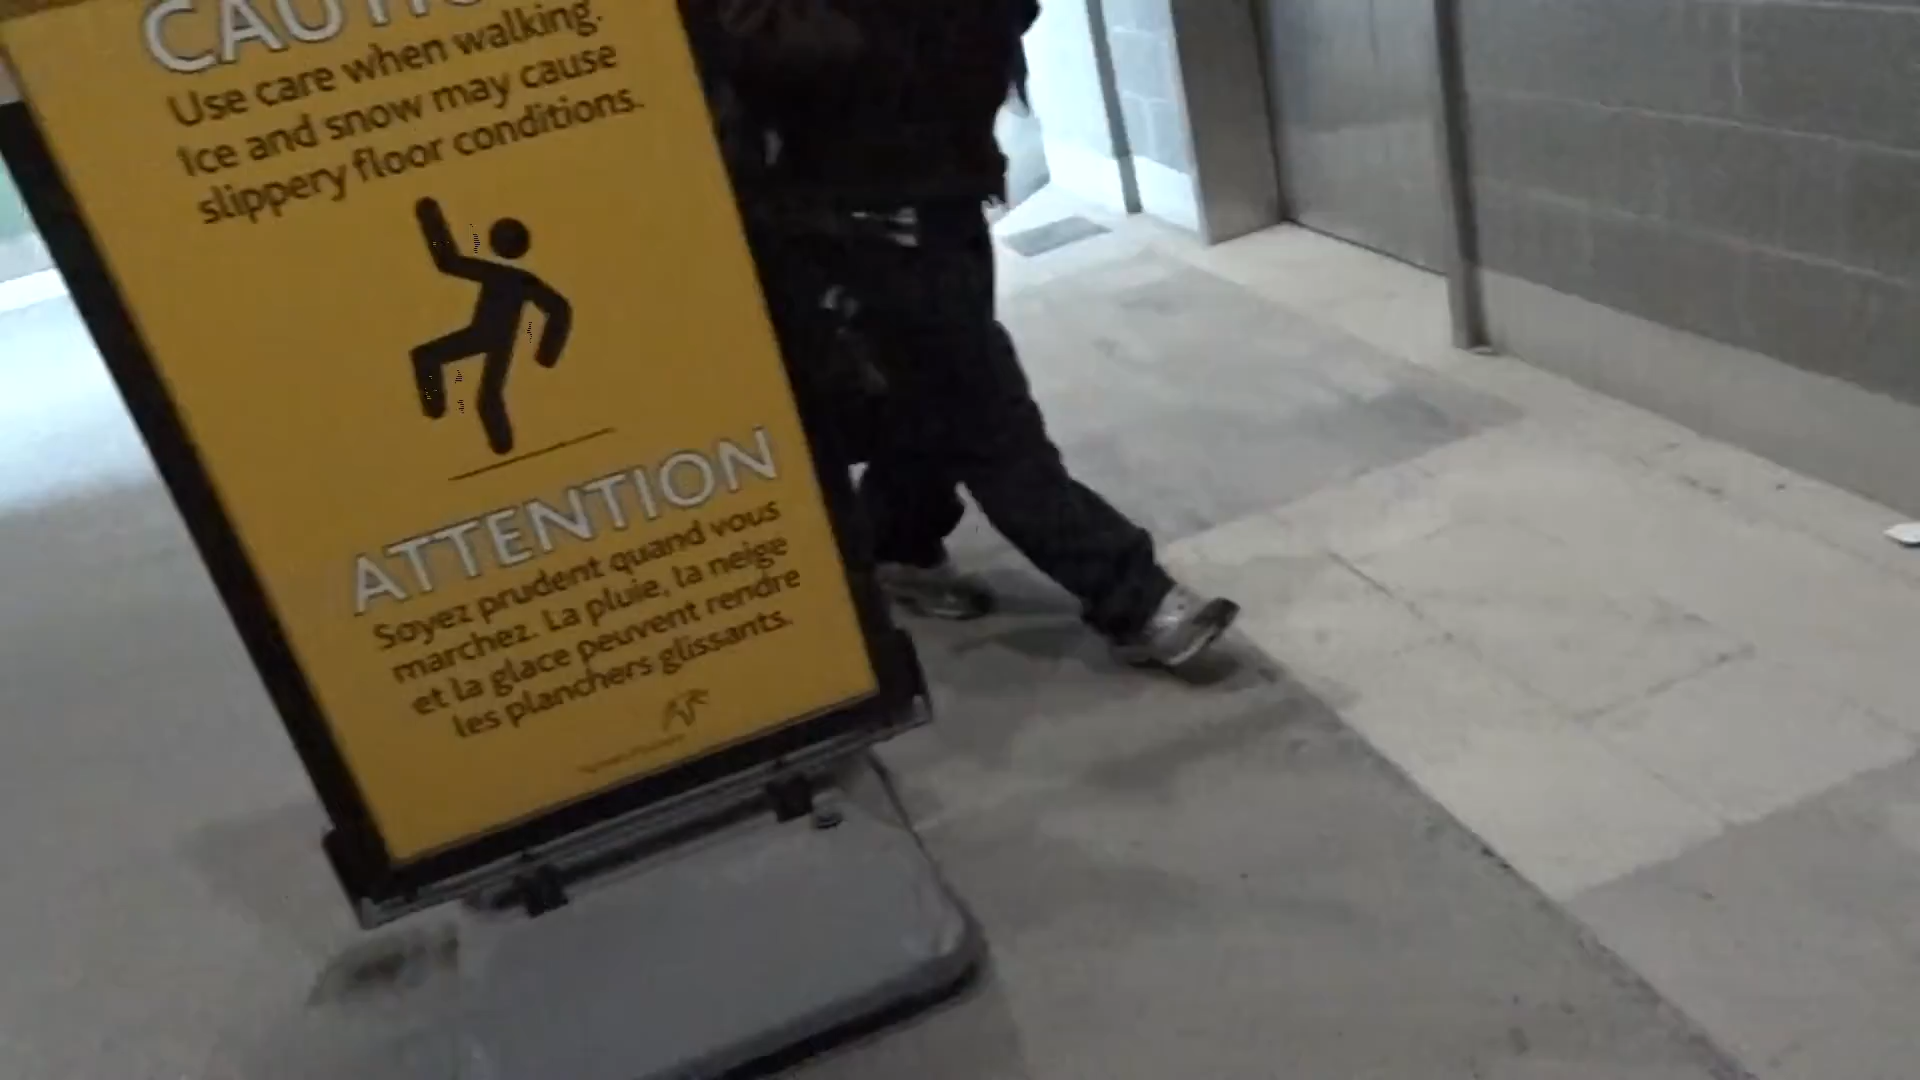 CAUTION
Use care when walking.
Ice and snow may cause
slippery floor conditions.
ATTENTION
Soyez prudent quand vous
marchez. La pluie, la neige
et la glace peuvent rendre
les planchers glissants.